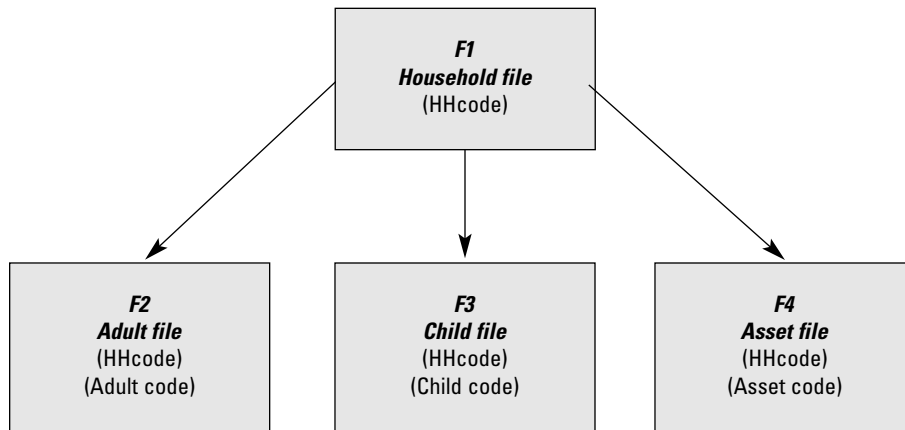 F1
Household file
(HHcode)
F2
Adult file
(HHcode)
(Adult code)
F3
Child file
(HHcode)
(Child code)
F4
Asset file
(HHcode)
(Asset code)